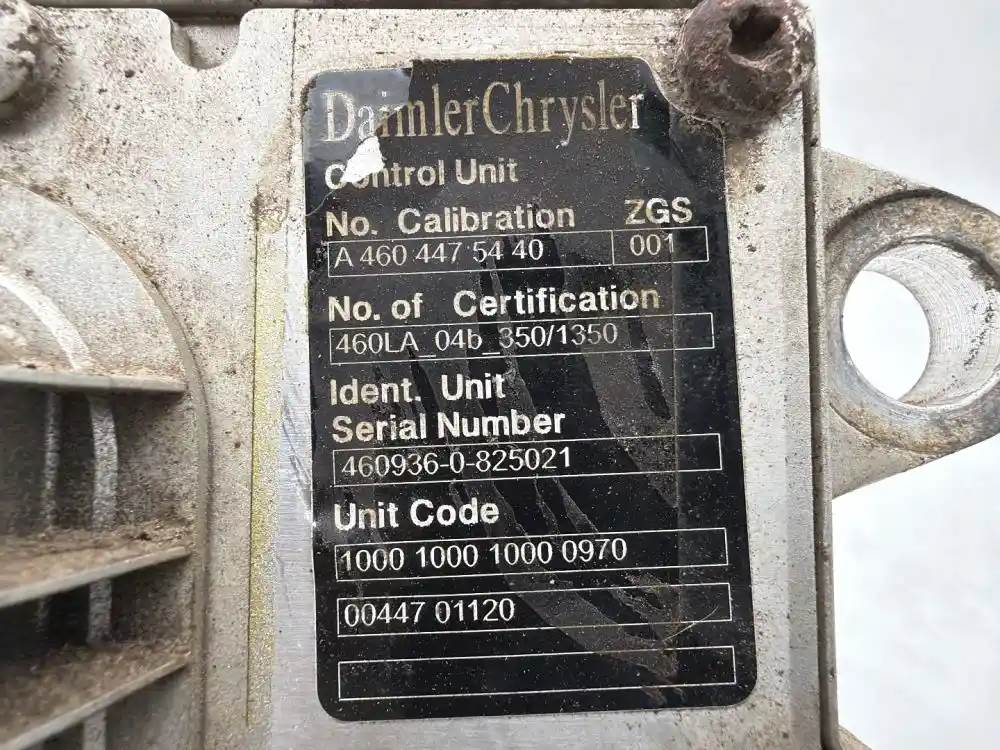 DaimlerChrysler
Control Unit
No. Calibration ZGS
A 460 447 54 40 001
No. of Certification
460LA_04b_350/1350
Ident. Unit
Serial Number
460936-0-825021
Unit Code
1000 1000 1000 0970
00447 01120